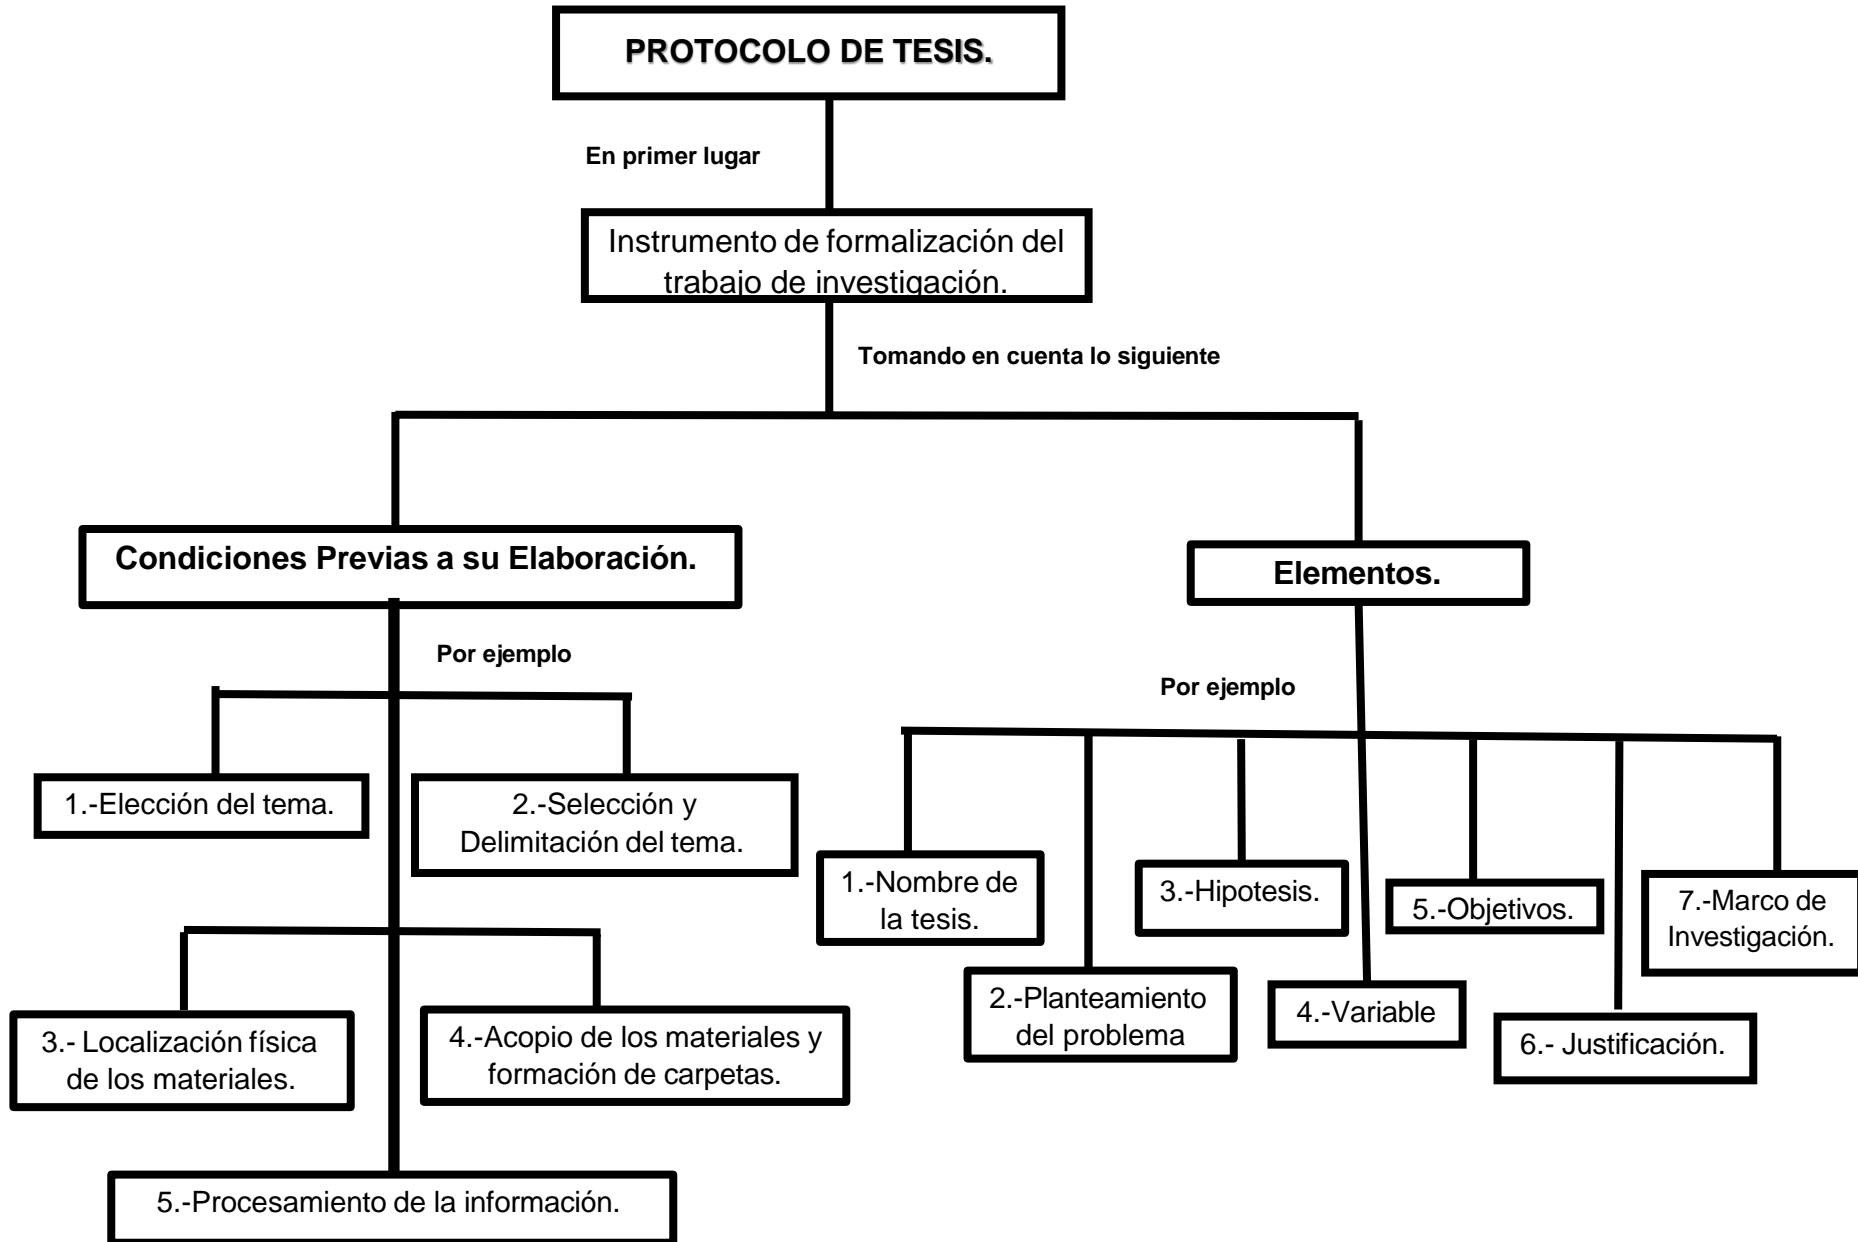 PROTOCOLO DE TESIS.
En primer lugar
Instrumento de formalización del
trabajo de investigación.
Tomando en cuenta lo siguiente
Condiciones Previas a su Elaboración.
Por ejemplo
1.-Elección del tema.
2.-Selección y
Delimitación del tema.
3.- Localización física
de los materiales.
4.-Acopio de los materiales y
formación de carpetas.
5.-Procesamiento de la información.
Elementos.
Por ejemplo
1.-Nombre de
la tesis.
2.-Planteamiento
del problema
3.-Hipotesis.
4.-Variable
5.-Objetivos.
6.- Justificación.
7.-Marco de
Investigación.